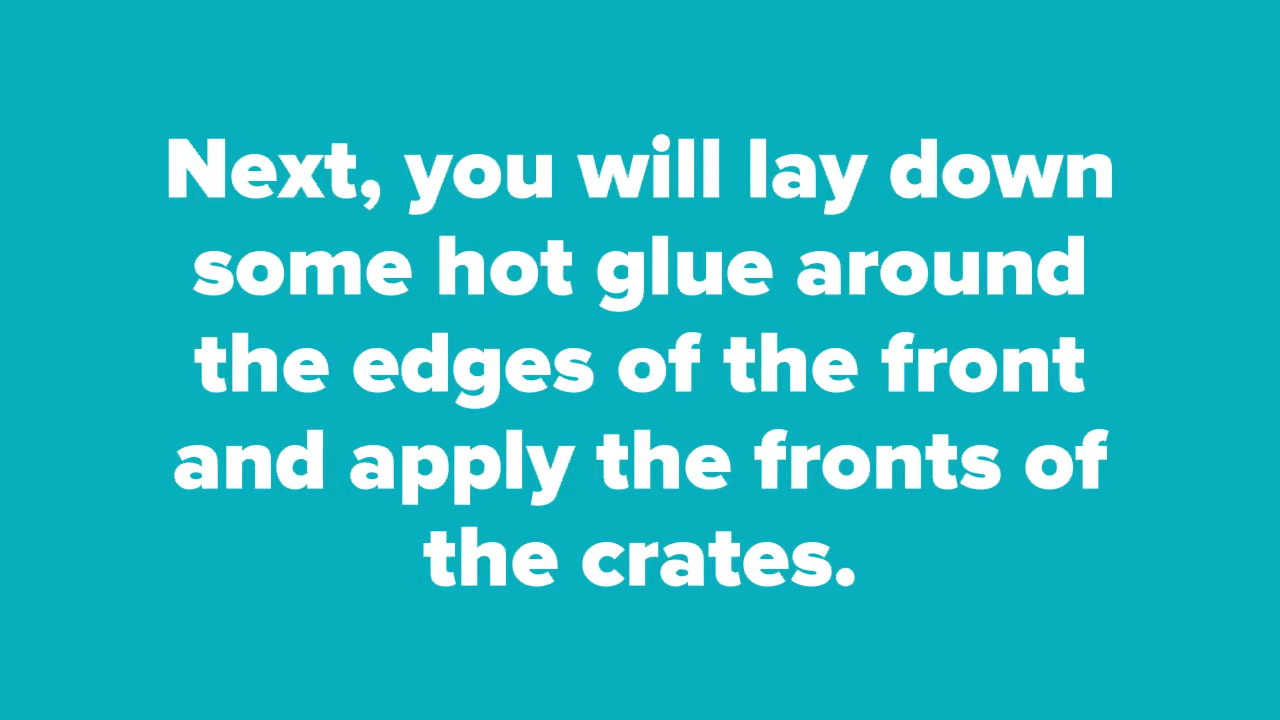 Next, you will lay down
some hot glue around
the edges of the front
and apply the fronts of
the crates.